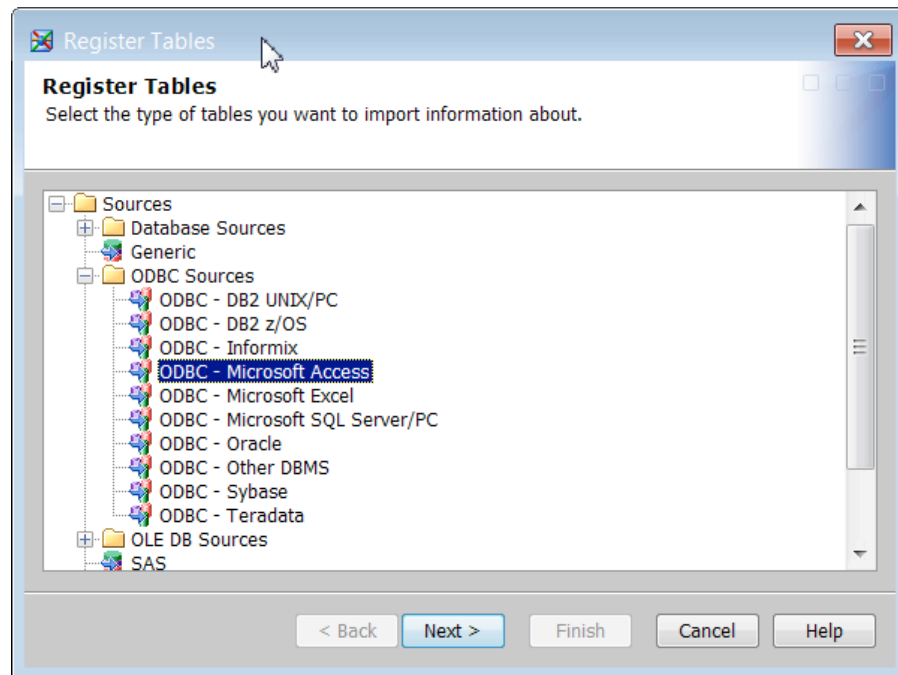 Register Tables
Register Tables
Select the type of tables you want to import information about.
Sources
Database Sources
Generic
ODBC Sources
ODBC - DB2 UNIX/PC
ODBC - DB2 z/OS
ODBC - Informix
ODBC - Microsoft Access
ODBC - Microsoft Excel
ODBC - Microsoft SQL Server/PC
ODBC - Oracle
ODBC - Other DBMS
ODBC - Sybase
ODBC - Teradata
OLE DB Sources
SAS
< Back Next > Finish Cancel Help